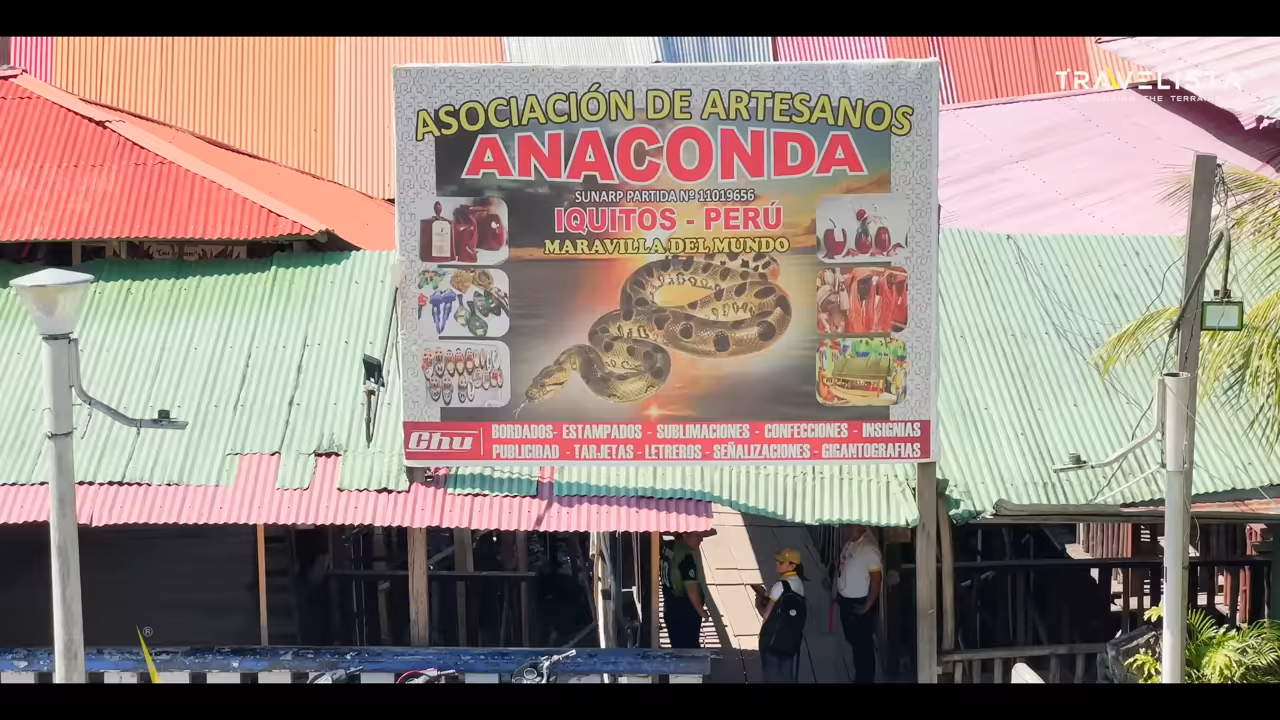 TRAVELISTA
ASOCIACIÓN DE ARTESANOS
ANACONDA
SUNARP PARTIDA Nº 11019656
IQUITOS - PERÚ
MARAVILLA DEL MUNDO
Chu
BORDADOS- ESTAMPADOS - SUBLIMACIONES - CONFECCIONES - INSIGNIAS
PUBLICIDAD - TARJETAS - LETREROS - SEÑALIZACIONES - GIGANTOGRAFIAS
®